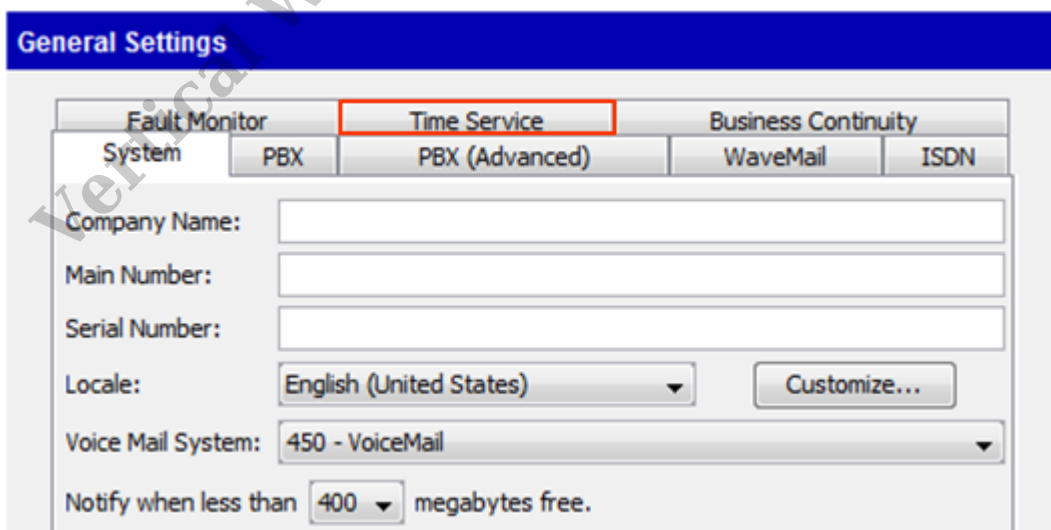 General Settings
Fault Monitor Time Service Business Continuity
System PBX PBX (Advanced) WaveMail ISDN
Company Name:
Main Number:
Serial Number:
Locale: English (United States) Customize...
Voice Mail System: 450 - VoiceMail
Notify when less than 400 megabytes free.
Vertical